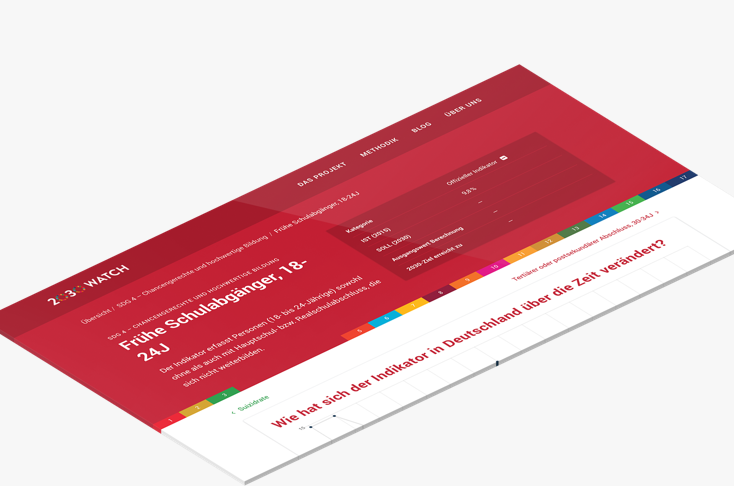 2030 WATCH
DAS PROJEKT
METHODIK
BLOG
ÜBER UNS
Übersicht / SDG 4 – Chancengerechte und hochwertige Bildung / Frühe Schulabgänger, 18-24J
SDG 4 – CHANCENGERECHTE UND HOCHWERTIGE BILDUNG
Frühe Schulabgänger, 18-
24J
Der Indikator erfasst Personen (18- bis 24-Jährige) sowohl
ohne als auch mit Hauptschul- bzw. Realschulabschluss, die
sich nicht weiterbilden.
Kategorie Offizieller Indikator
IST (2015) 9,8 %
SOLL (2030) —
Ausgangswert Berechnung —
2030-Ziel erreicht zu —
1 2 3 5 6 7 8 9 10 11 12 13 14 15 16 17
‹ Suizidrate
Tertiärer oder postsekundärer Abschluss, 30-34J ›
Wie hat sich der Indikator in Deutschland über die Zeit verändert?